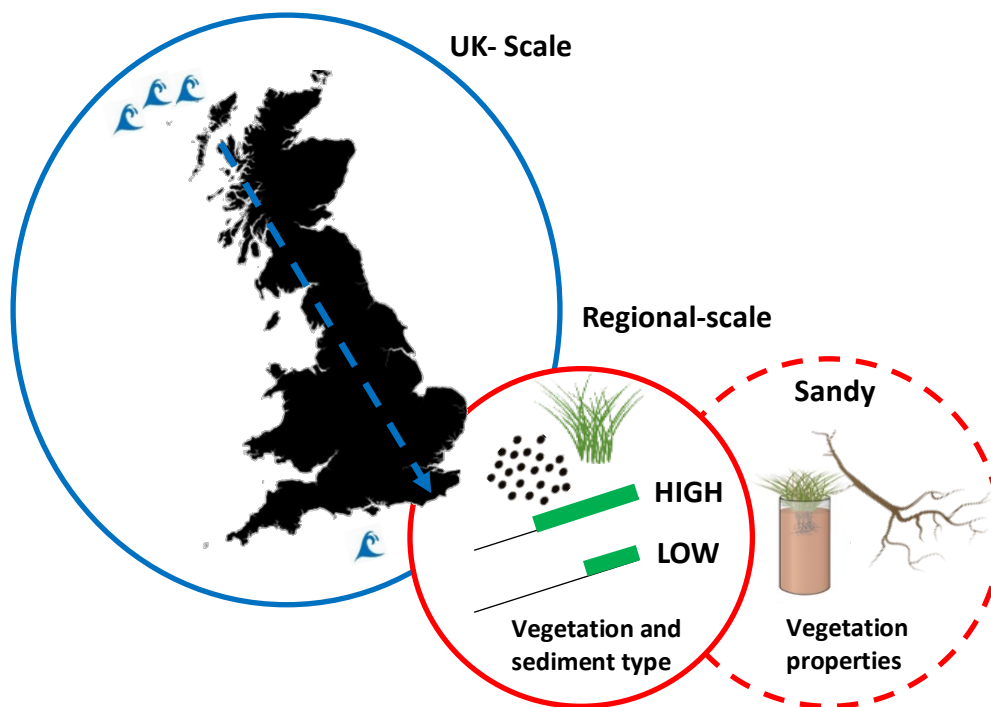 UK- Scale
Regional-scale
Sandy
HIGH
LOW
Vegetation and
sediment type
Vegetation
properties